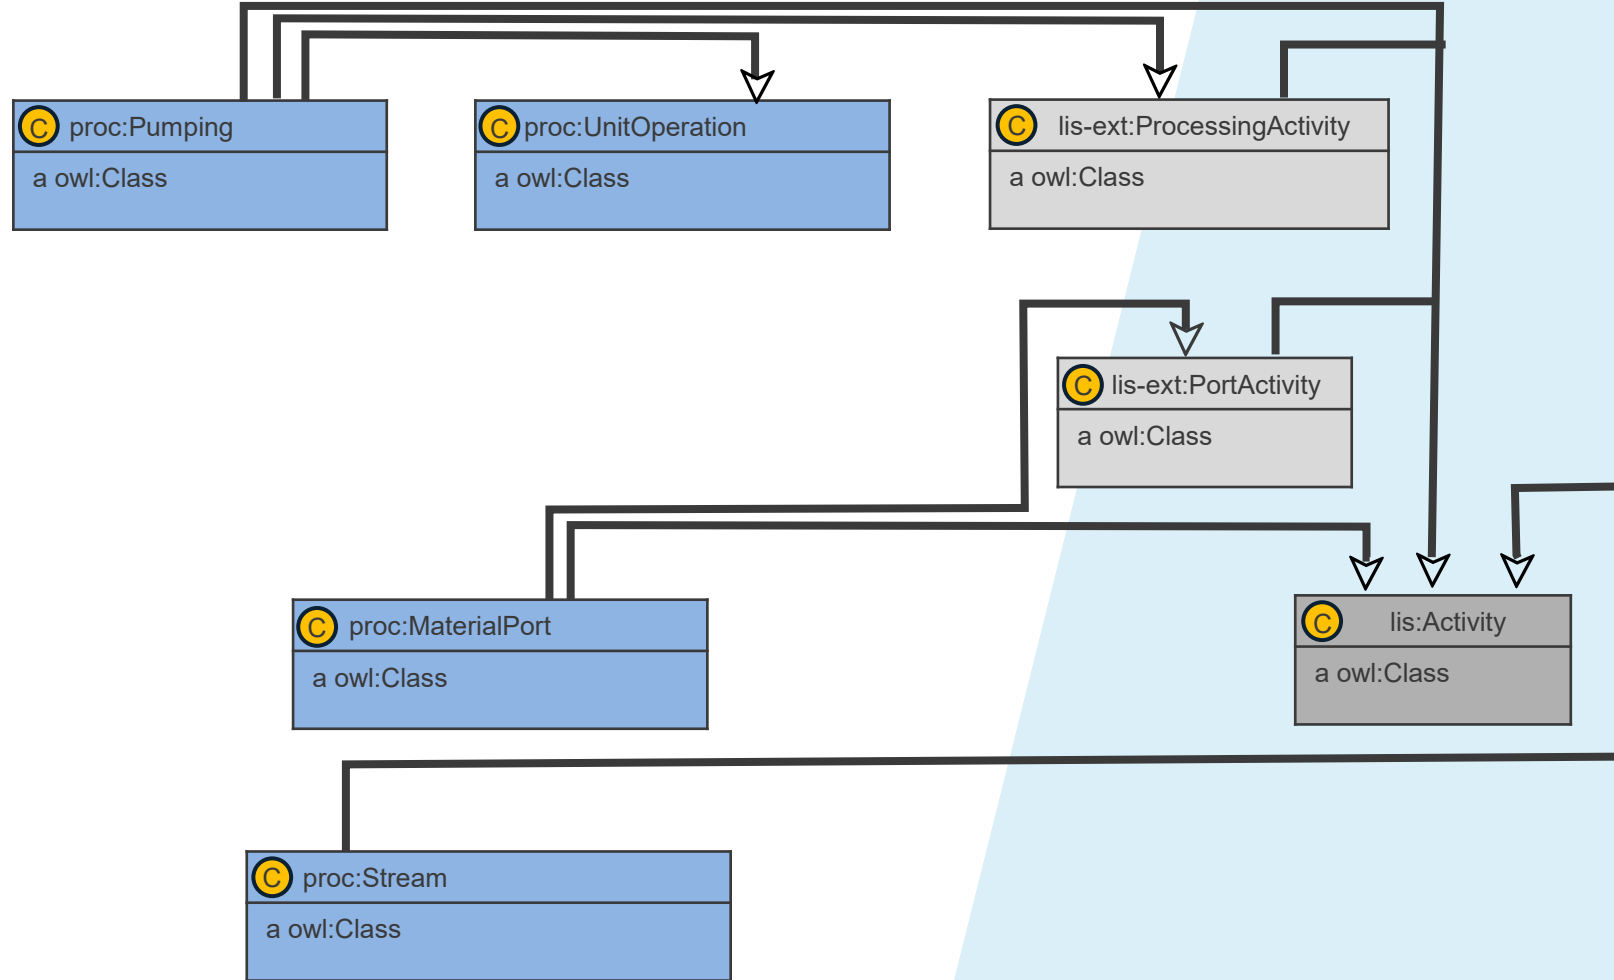 C proc:Pumping
a owl:Class
C proc:UnitOperation
a owl:Class
C lis-ext:ProcessingActivity
a owl:Class
C lis-ext:PortActivity
a owl:Class
C proc:MaterialPort
a owl:Class
C lis:Activity
a owl:Class
C proc:Stream
a owl:Class